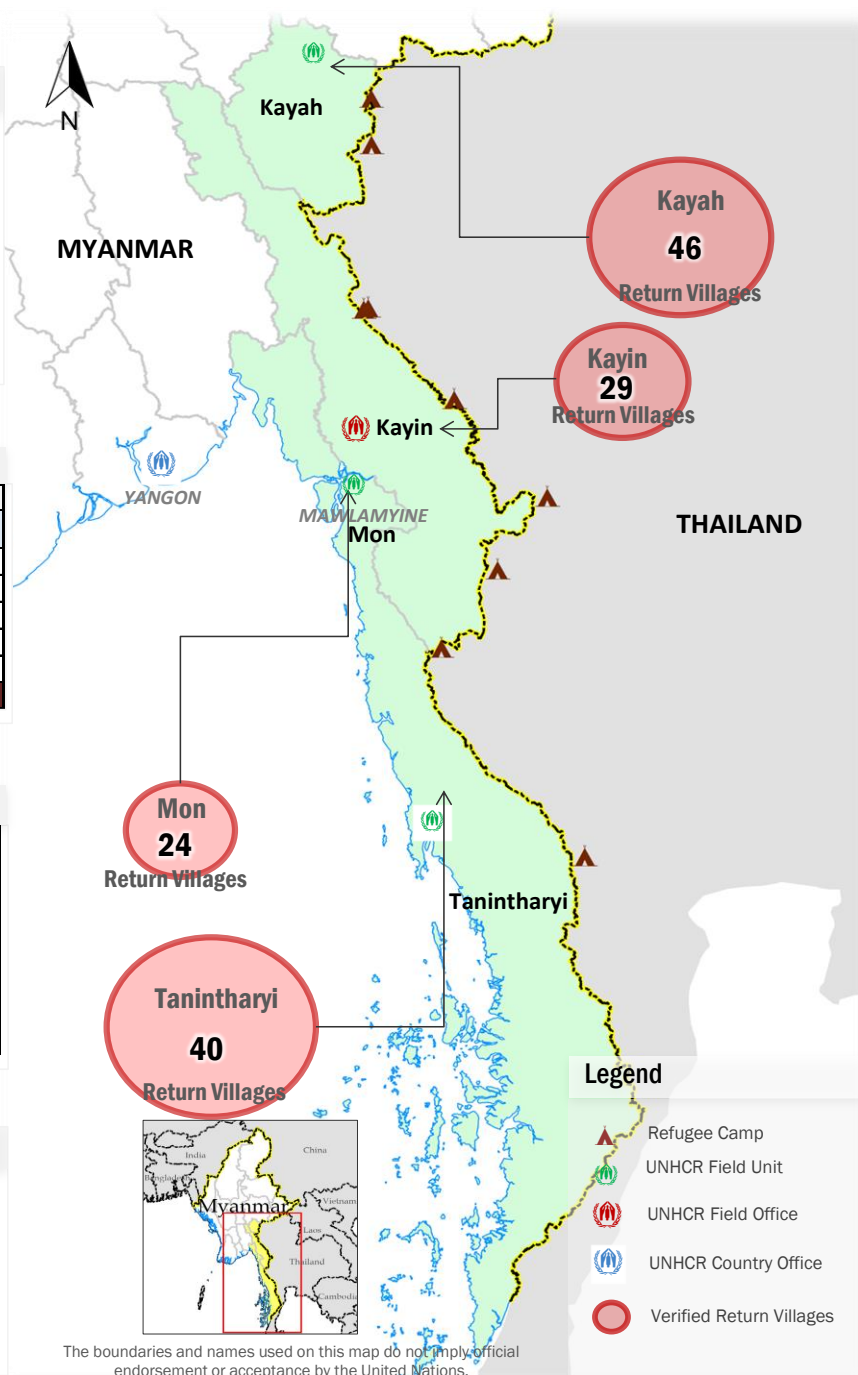 N
Kayah
MYANMAR
Kayah
46
Return Villages
Kayin
29
Return Villages
Kayin
YANGON
MAWLAMYINE
Mon
THAILAND
Mon
24
Return Villages
Tanintharyi
Tanintharyi
40
Return Villages
Legend
Refugee Camp
UNHCR Field Unit
UNHCR Field Office
UNHCR Country Office
Verified Return Villages
India
China
Bangladesh
Myanmar
Vietnam
Laos
Thailand
Cambodia
The boundaries and names used on this map do not imply official
endorsement or acceptance by the United Nations.